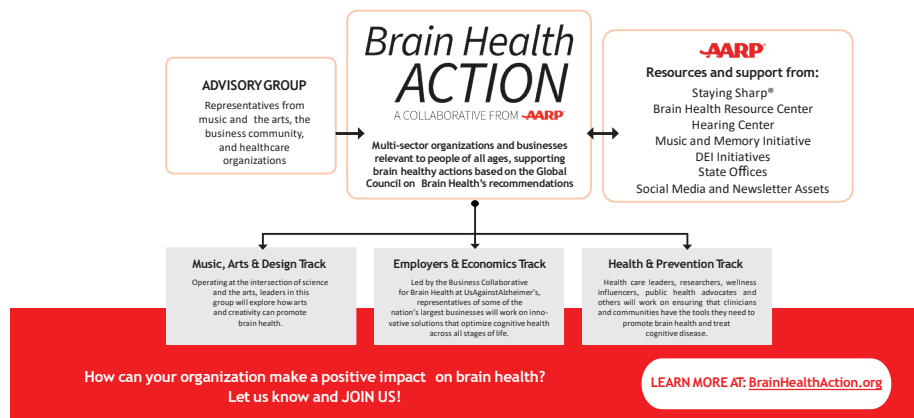 ADVISORY GROUP
Representatives from
music and the arts, the
business community,
and healthcare
organizations
Brain Health
ACTION
A COLLABORATIVE FROM AARP®
Multi-sector organizations and businesses
relevant to people of all ages, supporting
brain healthy actions based on the Global
Council on Brain Health’s recommendations
AARP®
Resources and support from:
Staying Sharp®
Brain Health Resource Center
Hearing Center
Music and Memory Initiative
DEI Initiatives
State Offices
Social Media and Newsletter Assets
Music, Arts & Design Track
Operating at the intersection of science
and the arts, leaders in this
group will explore how arts
and creativity can promote
brain health.
Employers & Economics Track
Led by the Business Collaborative
for Brain Health at UsAgainstAlzheimer’s,
representatives of some of the
nation’s largest businesses will work on inno-
vative solutions that optimize cognitive health
across all stages of life.
Health & Prevention Track
Health care leaders, researchers, wellness
influencers, public health advocates and
others will work on ensuring that clinicians
and communities have the tools they need to
promote brain health and treat
cognitive disease.
How can your organization make a positive impact on brain health?
Let us know and JOIN US!
LEARN MORE AT: BrainHealthAction.org